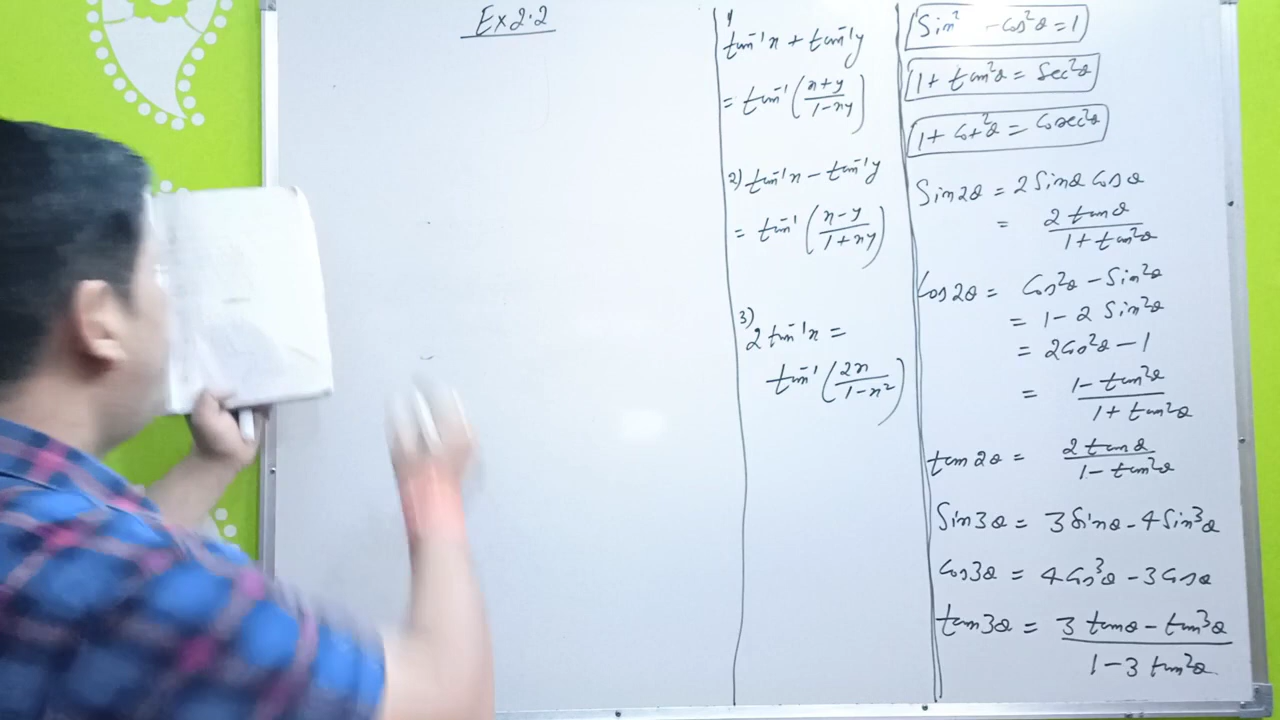 Ex 2.2
1
tan⁻¹x + tan⁻¹y
= tan⁻¹ (x+y / 1-xy)
2) tan⁻¹x - tan⁻¹y
= tan⁻¹ (x-y / 1+xy)
3)
2 tan⁻¹x =
tan⁻¹ (2x / 1-x²)
Sin² - cos²θ = 1
1 + tan²θ = Sec²θ
1 + Cot²θ = Cosec²θ
Sin2θ = 2 Sinθ Cosθ
= 2 tanθ / 1 + tan²θ
Cos2θ = Cos²θ - Sin²θ
= 1 - 2 Sin²θ
= 2Cos²θ - 1
= 1 - tan²θ / 1 + tan²θ
tan2θ = 2 tanθ / 1 - tan²θ
Sin3θ = 3 Sinθ - 4 Sin³θ
Cos3θ = 4Cos³θ - 3Cosθ
tan3θ = 3 tanθ - tan³θ / 1 - 3 tan²θ